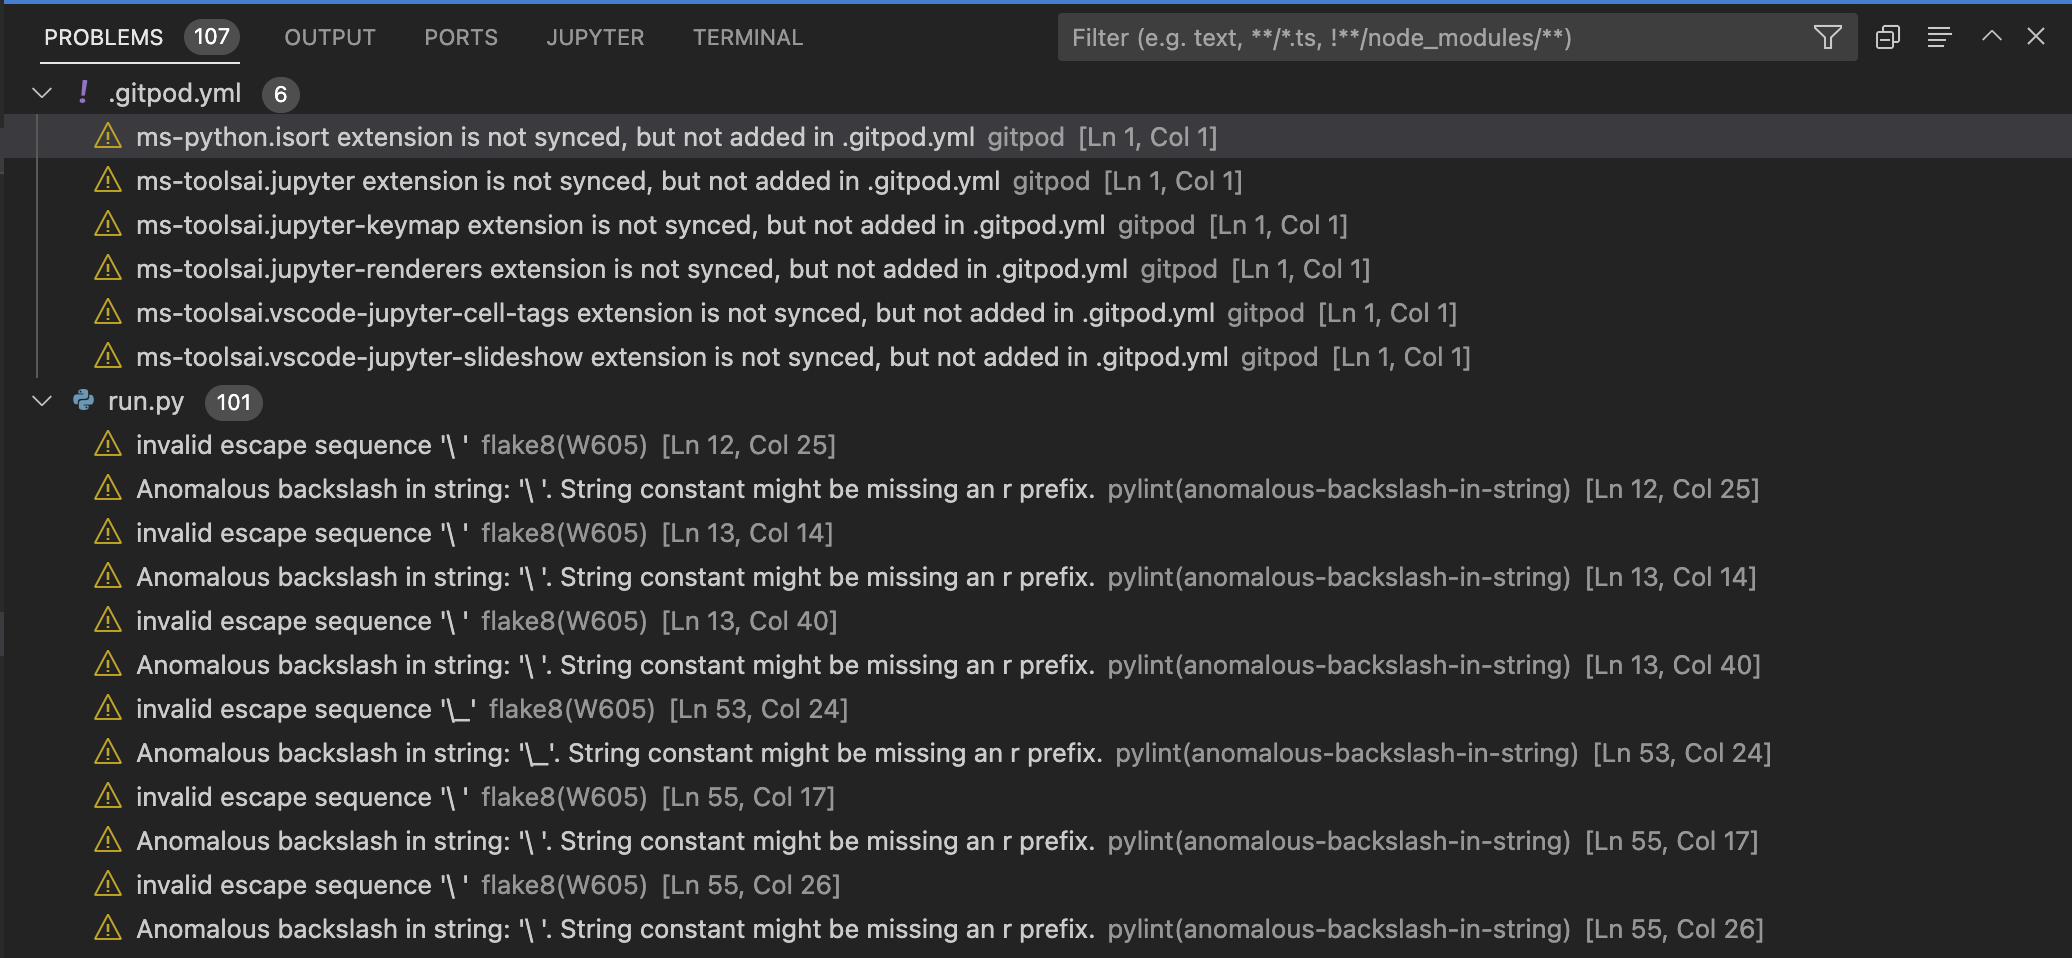 PROBLEMS 107 OUTPUT PORTS JUPYTER TERMINAL Filter (e.g. text, **/*.ts, !**/node_modules/**)
! .gitpod.yml 6
ms-python.isort extension is not synced, but not added in .gitpod.yml gitpod [Ln 1, Col 1]
ms-toolsai.jupyter extension is not synced, but not added in .gitpod.yml gitpod [Ln 1, Col 1]
ms-toolsai.jupyter-keymap extension is not synced, but not added in .gitpod.yml gitpod [Ln 1, Col 1]
ms-toolsai.jupyter-renderers extension is not synced, but not added in .gitpod.yml gitpod [Ln 1, Col 1]
ms-toolsai.vscode-jupyter-cell-tags extension is not synced, but not added in .gitpod.yml gitpod [Ln 1, Col 1]
ms-toolsai.vscode-jupyter-slideshow extension is not synced, but not added in .gitpod.yml gitpod [Ln 1, Col 1]
run.py 101
invalid escape sequence '\ ' flake8(W605) [Ln 12, Col 25]
Anomalous backslash in string: '\ '. String constant might be missing an r prefix. pylint(anomalous-backslash-in-string) [Ln 12, Col 25]
invalid escape sequence '\ ' flake8(W605) [Ln 13, Col 14]
Anomalous backslash in string: '\ '. String constant might be missing an r prefix. pylint(anomalous-backslash-in-string) [Ln 13, Col 14]
invalid escape sequence '\ ' flake8(W605) [Ln 13, Col 40]
Anomalous backslash in string: '\ '. String constant might be missing an r prefix. pylint(anomalous-backslash-in-string) [Ln 13, Col 40]
invalid escape sequence '\_' flake8(W605) [Ln 53, Col 24]
Anomalous backslash in string: '\_'. String constant might be missing an r prefix. pylint(anomalous-backslash-in-string) [Ln 53, Col 24]
invalid escape sequence '\ ' flake8(W605) [Ln 55, Col 17]
Anomalous backslash in string: '\ '. String constant might be missing an r prefix. pylint(anomalous-backslash-in-string) [Ln 55, Col 17]
invalid escape sequence '\ ' flake8(W605) [Ln 55, Col 26]
Anomalous backslash in string: '\ '. String constant might be missing an r prefix. pylint(anomalous-backslash-in-string) [Ln 55, Col 26]